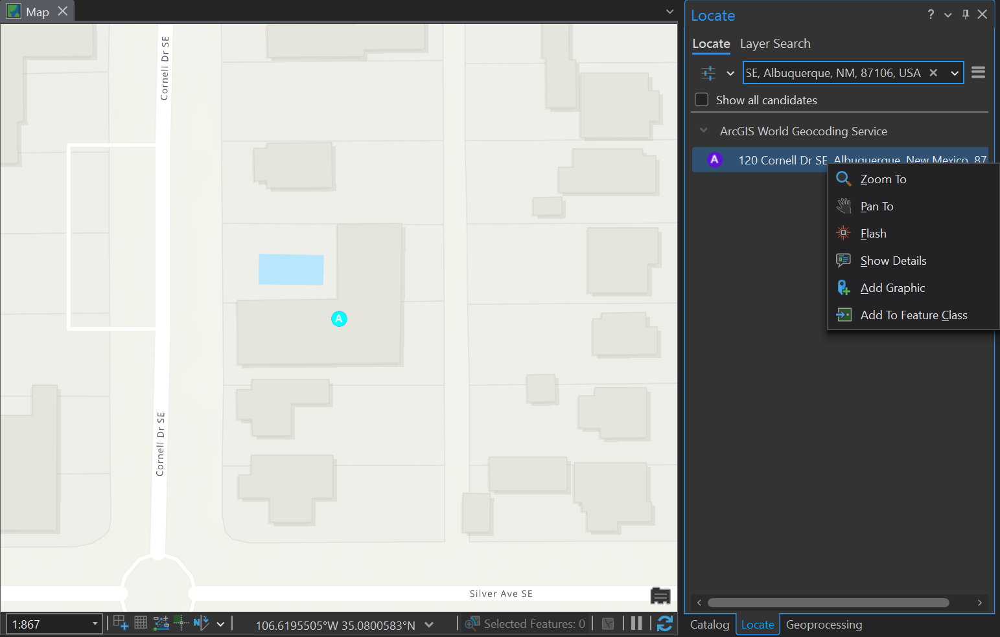 Map
Cornell Dr SE
A
Cornell Dr SE
Silver Ave SE
1:867
N
106.6195505°W 35.0800583°N
Selected Features: 0
Locate
?
Locate Layer Search
SE, Albuquerque, NM, 87106, USA
Show all candidates
ArcGIS World Geocoding Service
A 120 Cornell Dr SE, Albuquerque, New Mexico, 87
Zoom To
Pan To
Flash
Show Details
Add Graphic
Add To Feature Class
Catalog Locate Geoprocessing